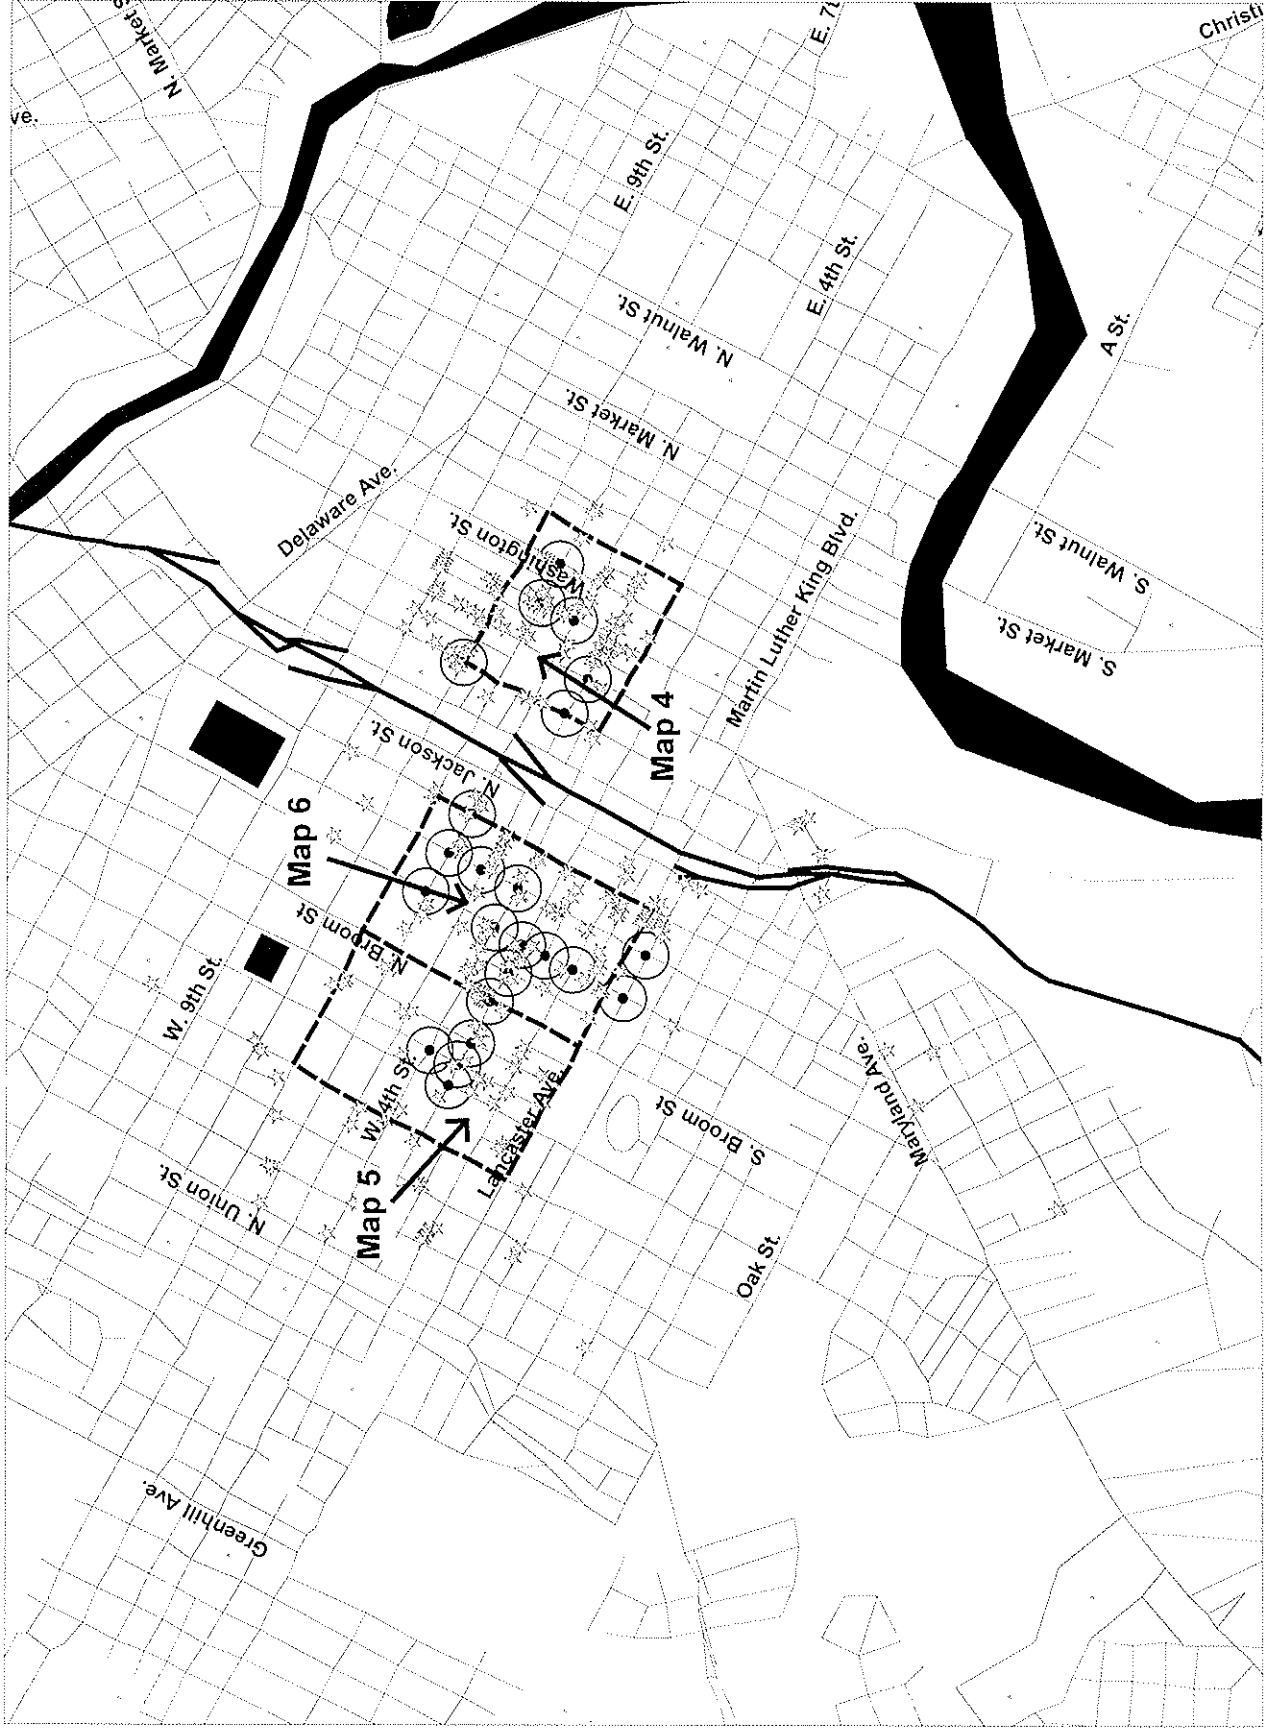 N. Market S
ve.
Christi
E. 7t
E. 9th St.
E. 4th St.
N. Walnut St.
A St.
N. Market St.
Delaware Ave.
Washington St.
Martin Luther King Blvd.
S. Walnut St.
S. Market St.
N. Jackson St.
Map 4
Map 6
N. Broom St
W. 9th St.
W. 4th St.
Lancaster Ave.
S. Broom St
Maryland Ave.
Map 5
N. Union St.
Oak St.
Greenhill Ave.